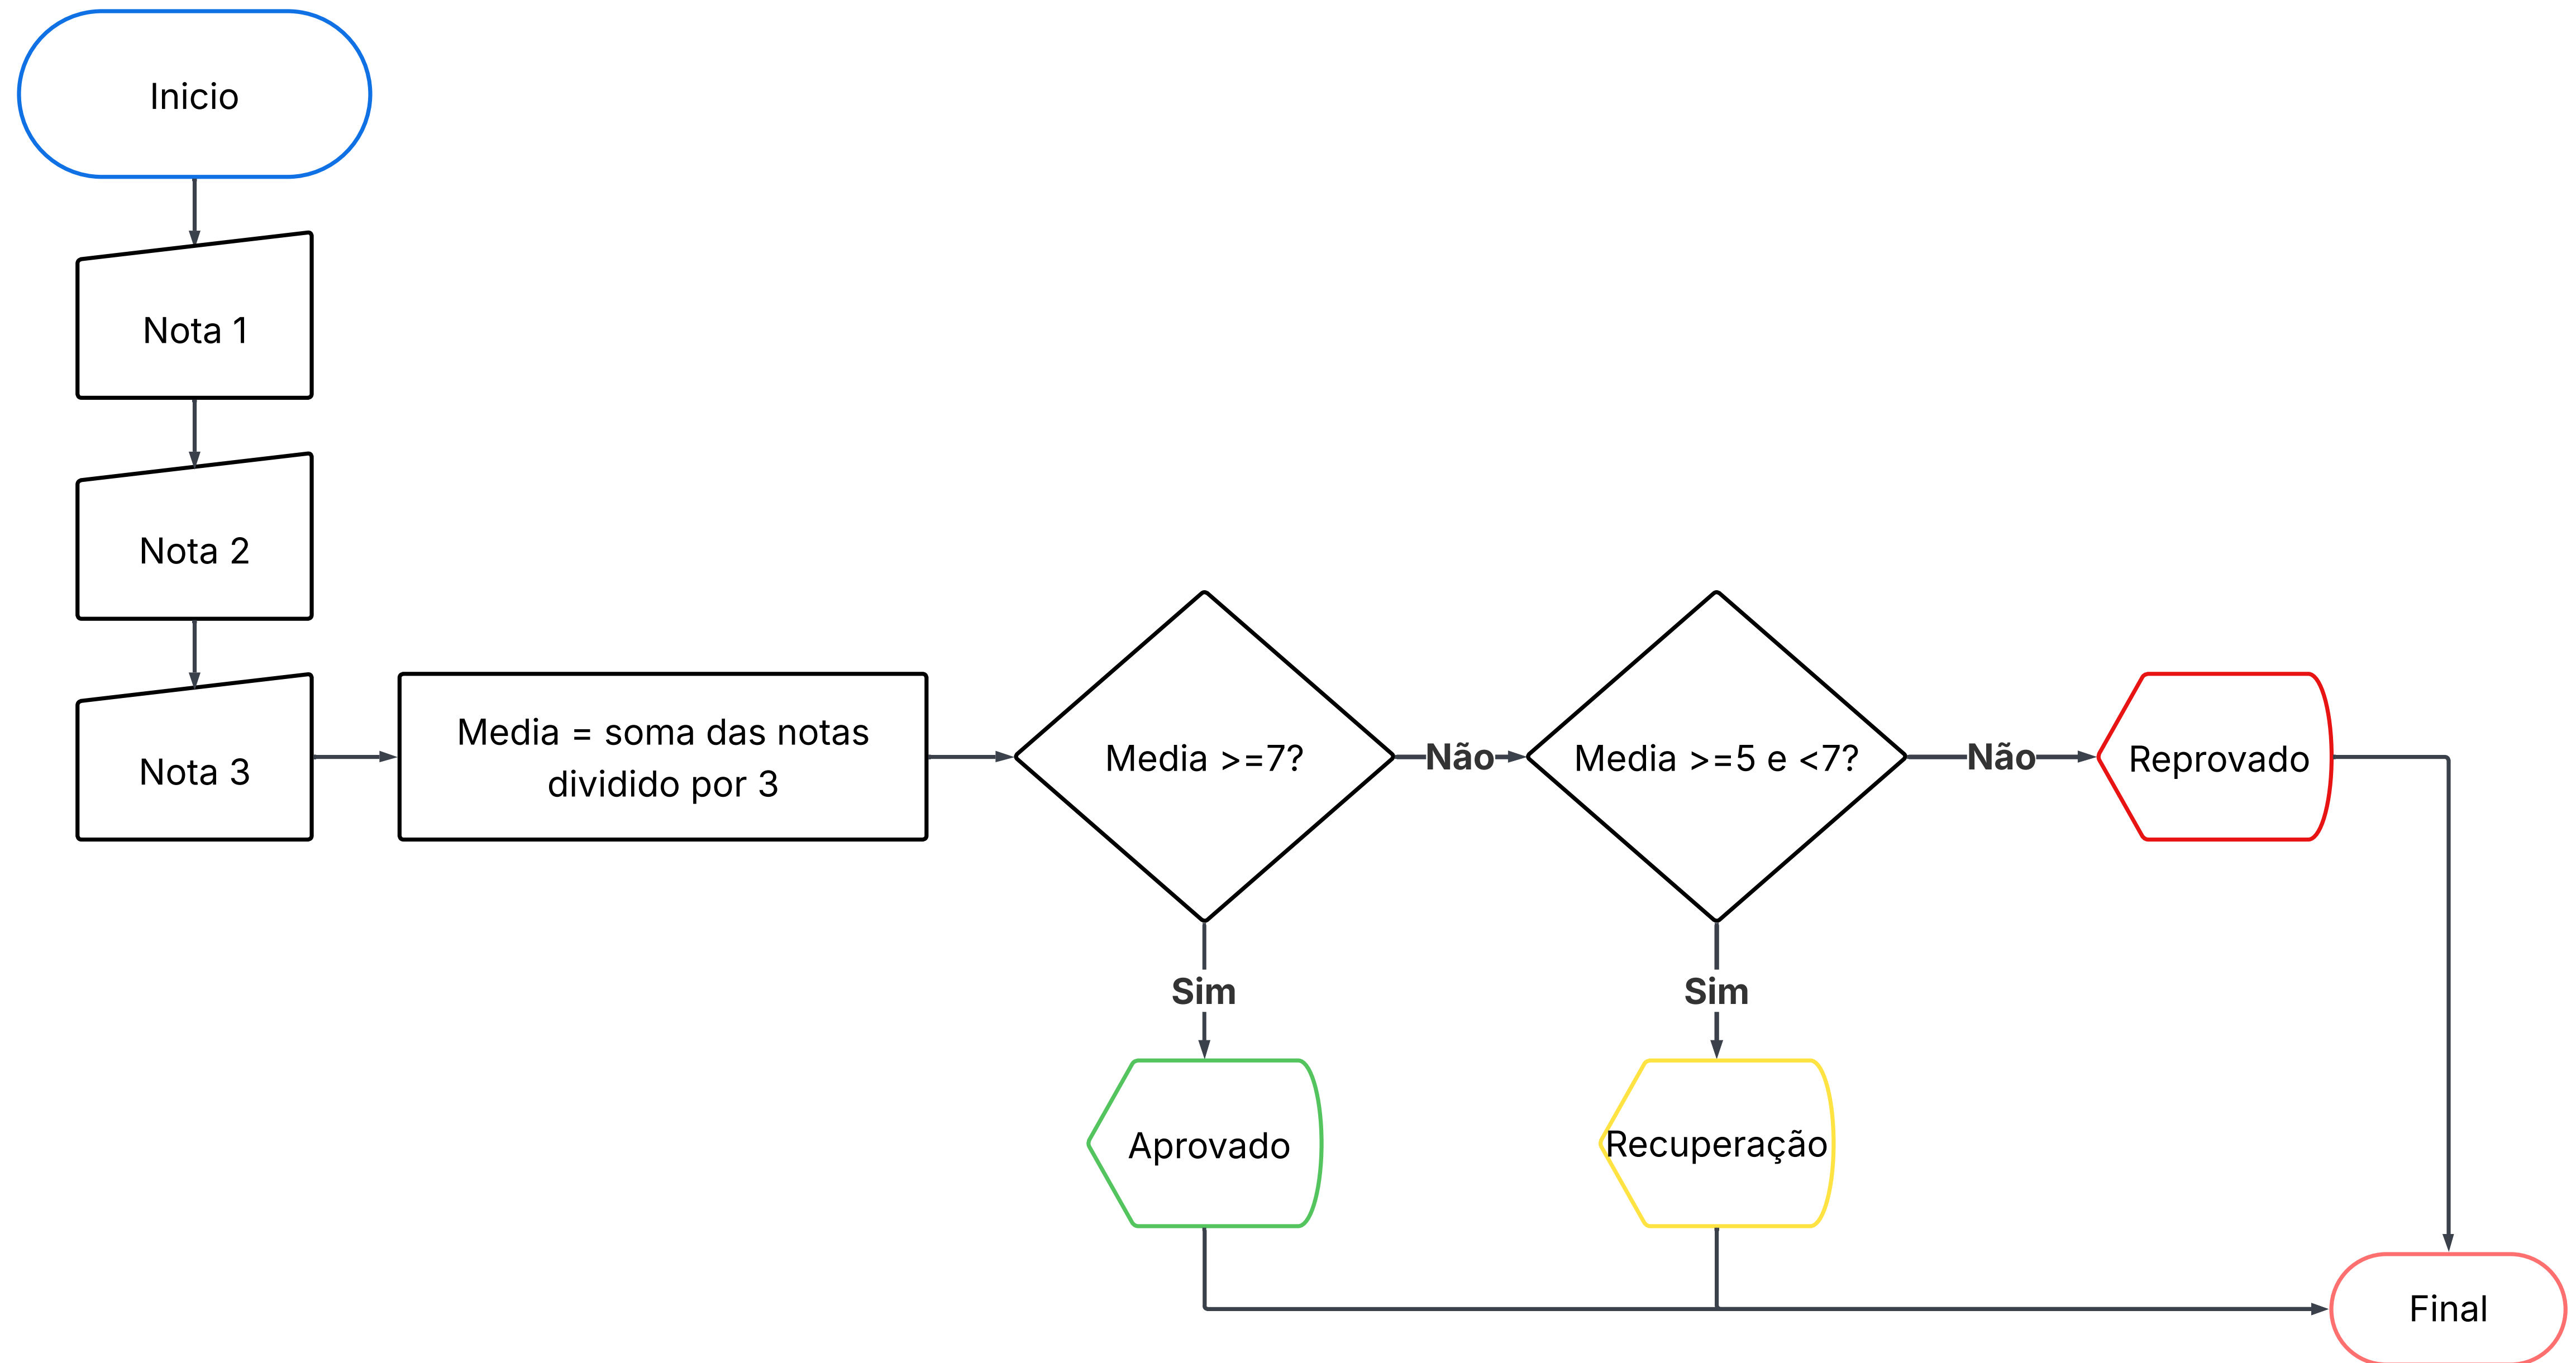 Inicio
Nota 1
Nota 2
Nota 3
Media = soma das notas
dividido por 3
Media >=7?
Não
Media >=5 e <7?
Não
Reprovado
Sim
Sim
Aprovado
Recuperação
Final